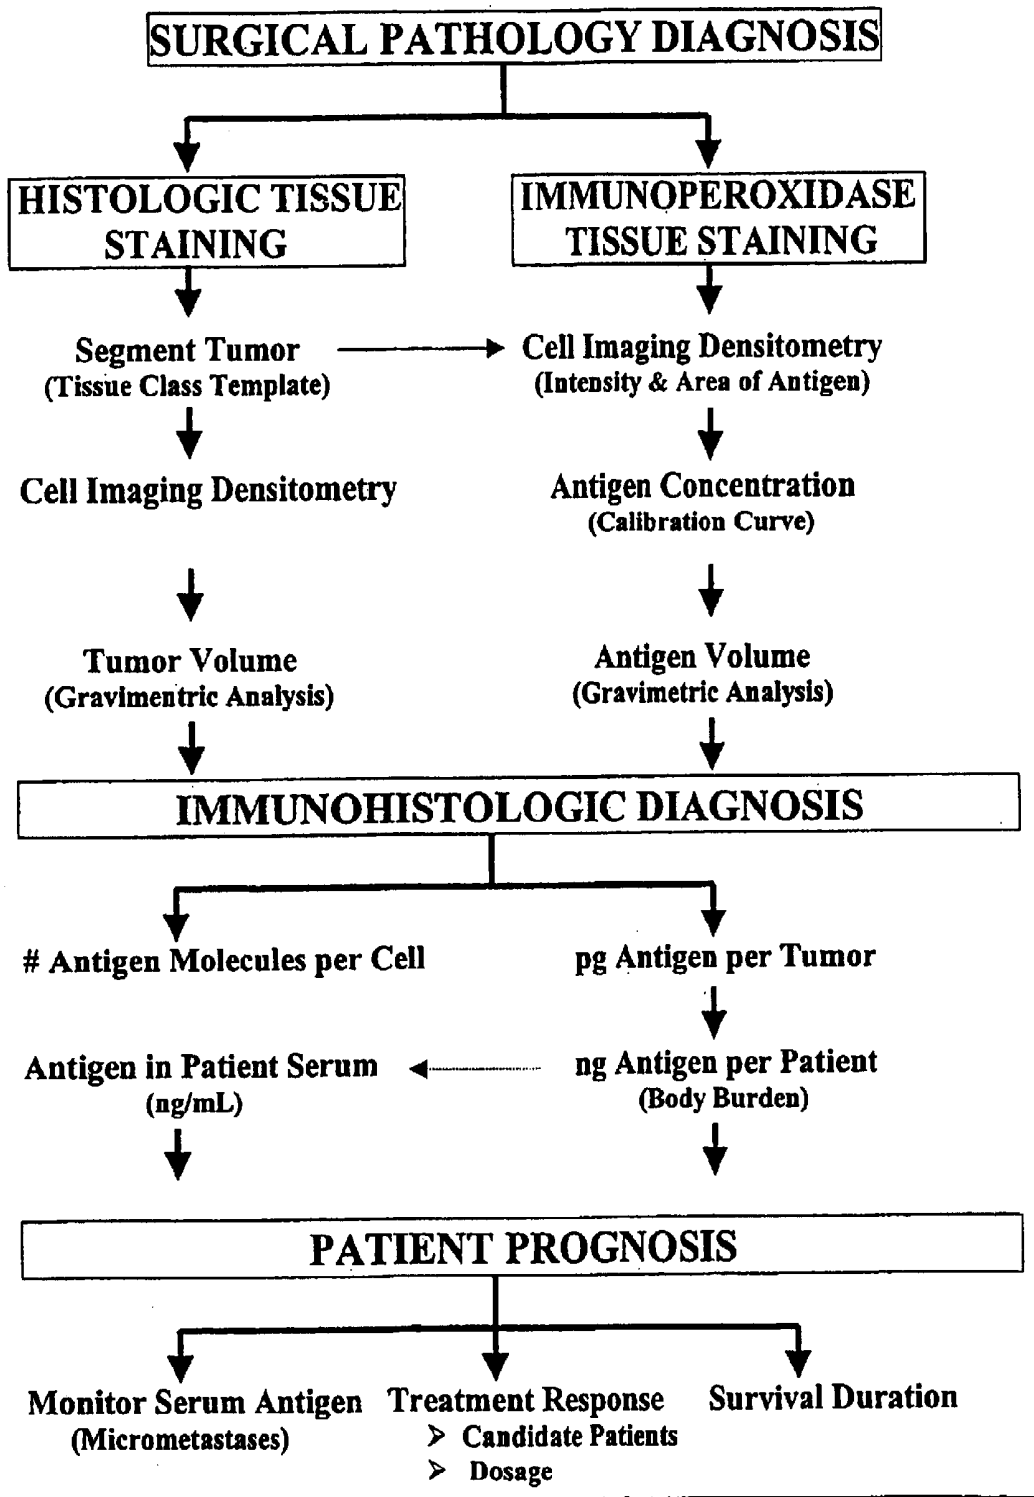 SURGICAL PATHOLOGY DIAGNOSIS
HISTOLOGIC TISSUE
STAINING
IMMUNOPEROXIDASE
TISSUE STAINING
Segment Tumor
(Tissue Class Template)
Cell Imaging Densitometry
(Intensity & Area of Antigen)
Cell Imaging Densitometry
Antigen Concentration
(Calibration Curve)
Tumor Volume
(Gravimentric Analysis)
Antigen Volume
(Gravimetric Analysis)
IMMUNOHISTOLOGIC DIAGNOSIS
# Antigen Molecules per Cell
pg Antigen per Tumor
Antigen in Patient Serum
(ng/mL)
ng Antigen per Patient
(Body Burden)
PATIENT PROGNOSIS
Monitor Serum Antigen
(Micrometastases)
Treatment Response
➢ Candidate Patients
➢ Dosage
Survival Duration